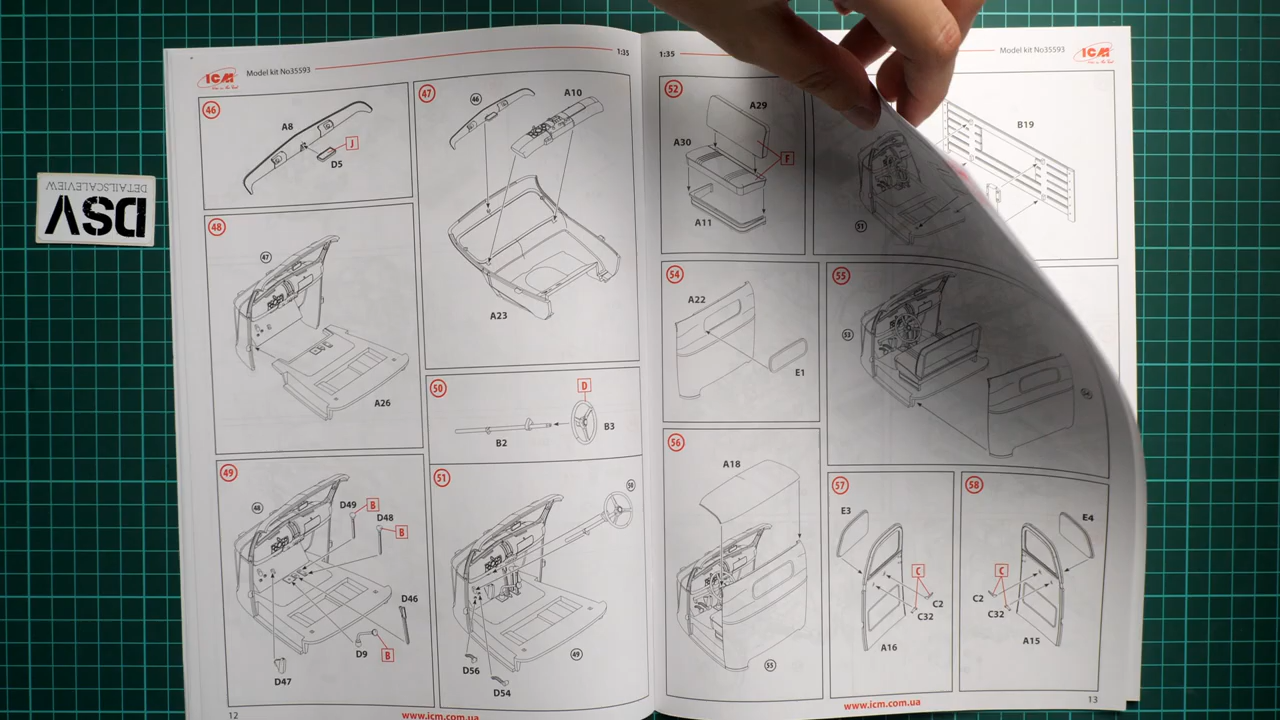 DSV
DETAILSCALEVIEW
ICM
Model kit No35593
1:35
46
A8
J
D5
47
46
A10
A23
48
47
A26
50
D
B2
B3
49
48
D49
B
D48
B
D46
D9
B
D47
51
50
D56
D54
49
12
www.icm.com.ua
1:35
Model kit No35593
ICM
52
A29
A30
F
A11
51
B19
54
A22
E1
55
53
56
A18
55
57
E3
C
C2
C32
A16
58
E4
C
C2
C32
A15
www.icm.com.ua
13